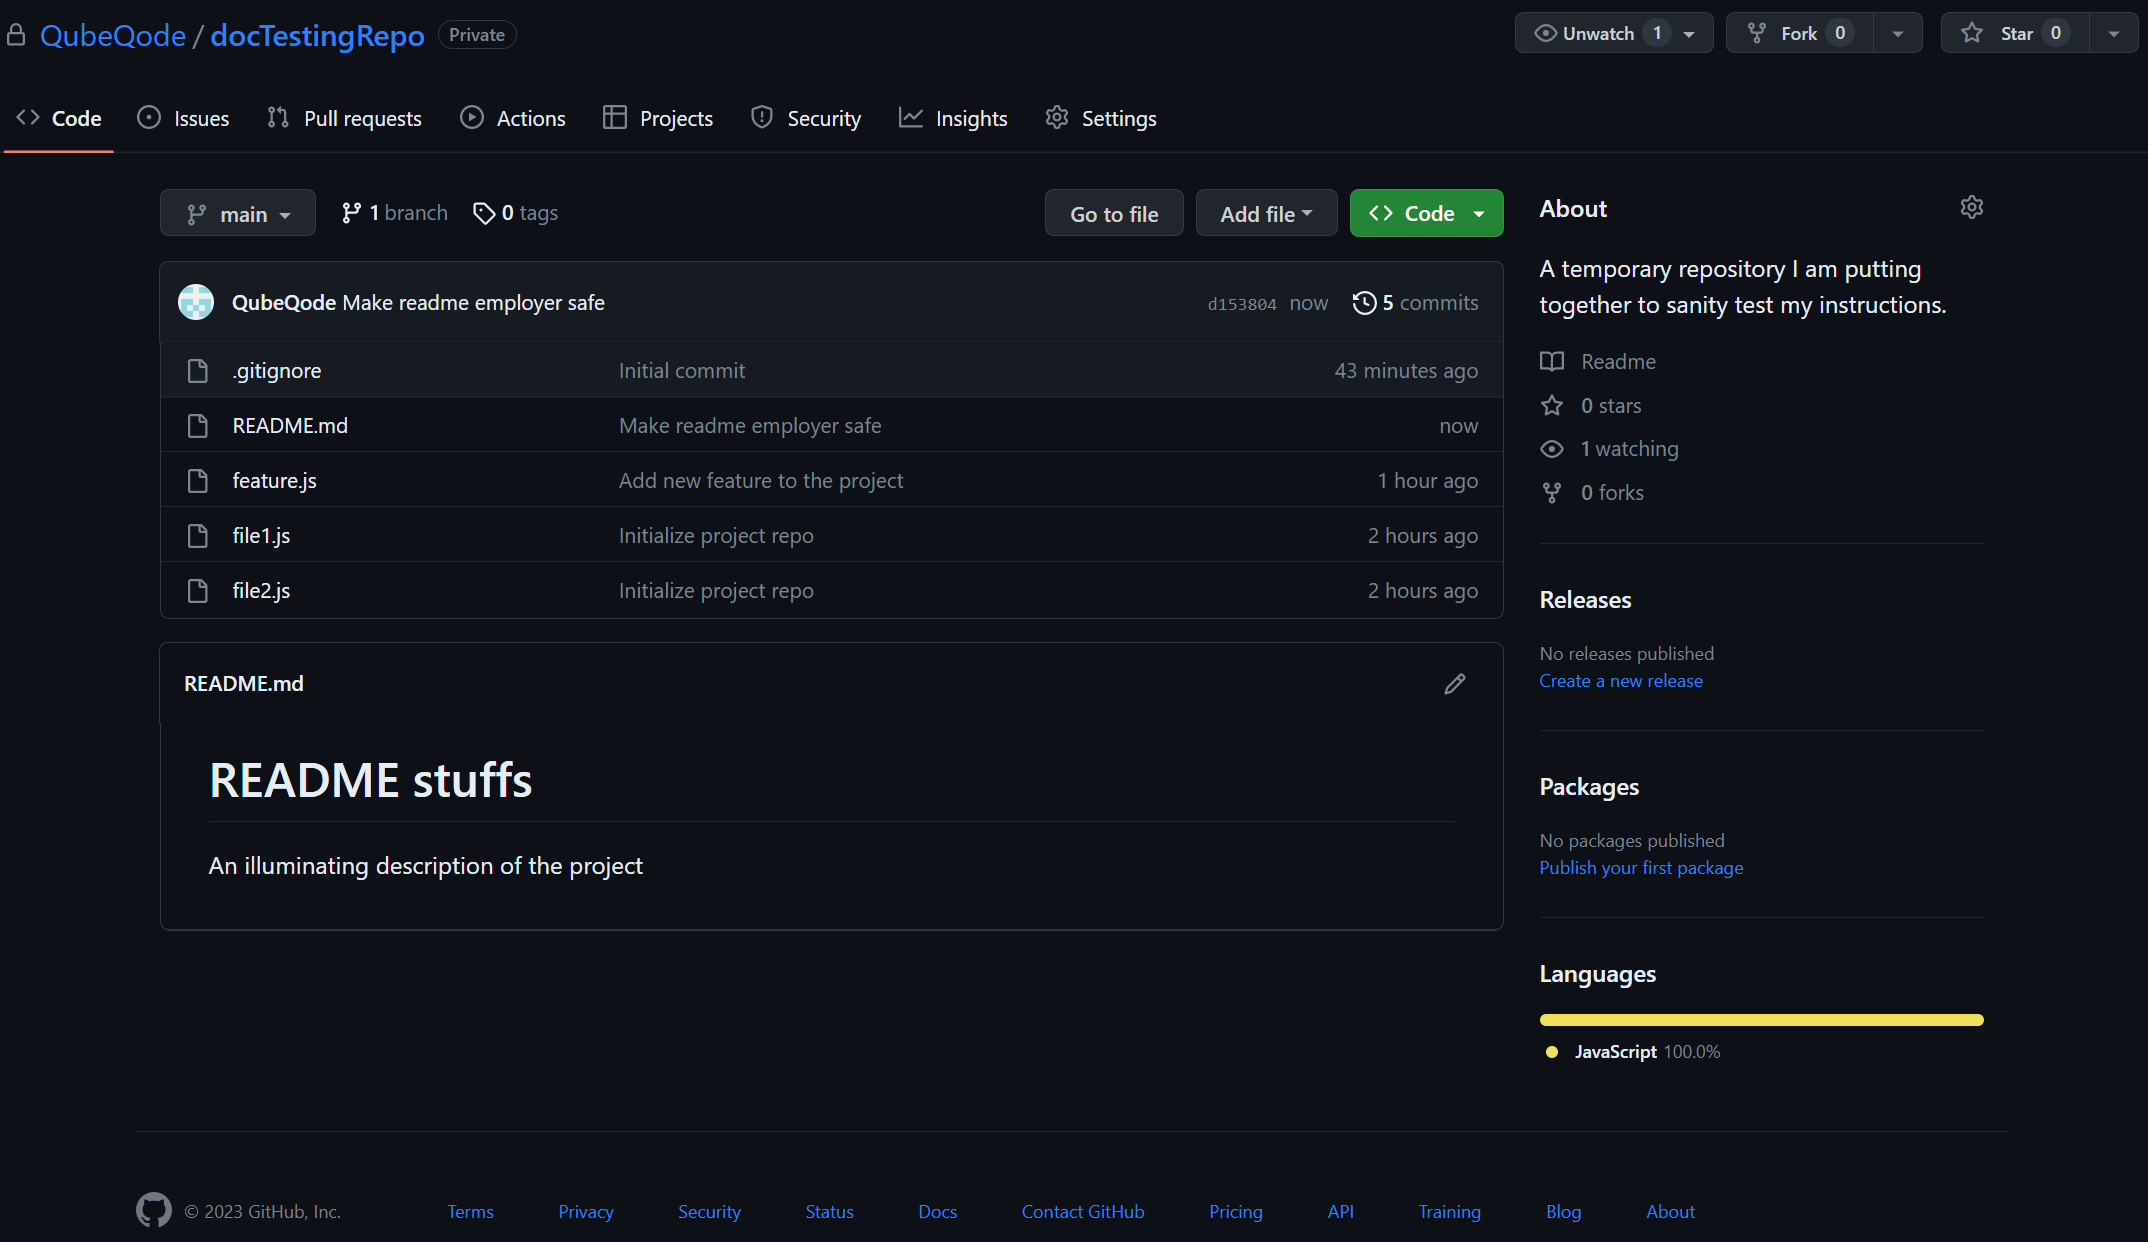 QubeQode / docTestingRepo Private Unwatch 1 Fork 0 Star 0
Code Issues Pull requests Actions Projects Security Insights Settings
main 1 branch 0 tags Go to file Add file Code
QubeQode Make readme employer safe d153804 now 5 commits
.gitignore Initial commit 43 minutes ago
README.md Make readme employer safe now
feature.js Add new feature to the project 1 hour ago
file1.js Initialize project repo 2 hours ago
file2.js Initialize project repo 2 hours ago
README.md
README stuffs
An illuminating description of the project
About
A temporary repository I am putting
together to sanity test my instructions.
Readme
0 stars
1 watching
0 forks
Releases
No releases published
Create a new release
Packages
No packages published
Publish your first package
Languages
JavaScript 100.0%
© 2023 GitHub, Inc. Terms Privacy Security Status Docs Contact GitHub Pricing API Training Blog About